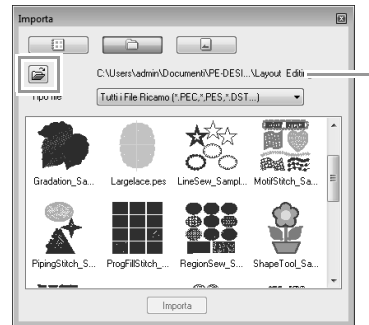 Importa
C:\Users\admin\Documenti\PE-DESI...\Layout Editin
Tipo file
Tutti i File Ricamo (*.PEC,*.PES,*.DST...)
Gradation_Sa...
Largelace.pes
LineSew_Sampl...
MotifStitch_Sa...
PipingStitch_S...
ProgFillStitch_...
RegionSew_S...
ShapeTool_Sa...
Importa